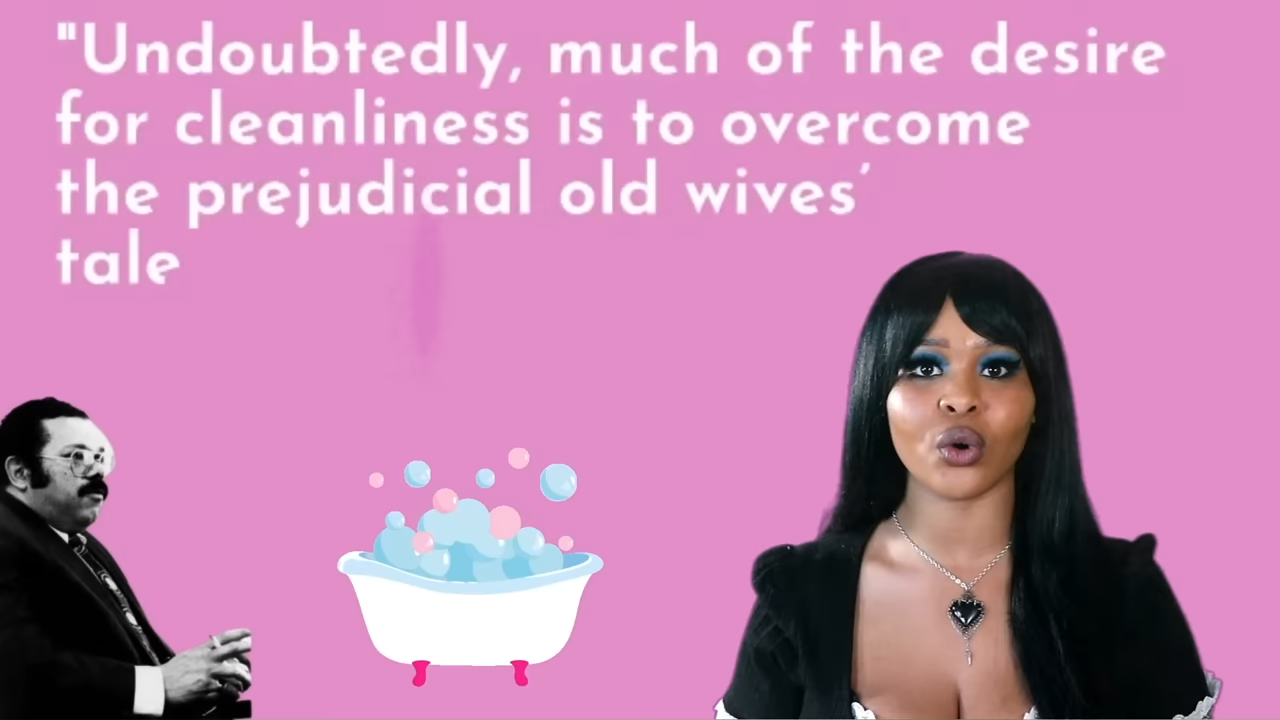 "Undoubtedly, much of the desire
for cleanliness is to overcome
the prejudicial old wives’
tale